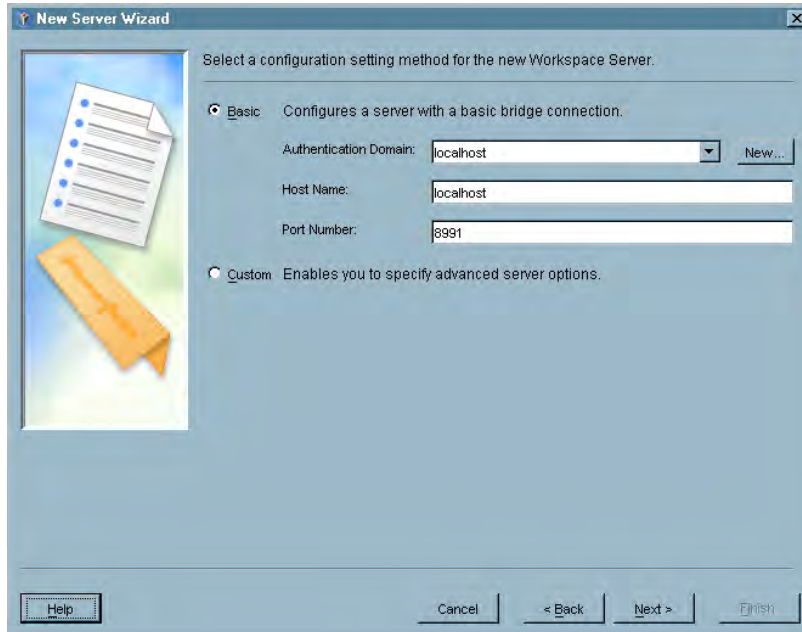 New Server Wizard
Select a configuration setting method for the new Workspace Server.
Basic Configures a server with a basic bridge connection.
Authentication Domain: localhost New...
Host Name: localhost
Port Number: 8991
Custom Enables you to specify advanced server options.
Help Cancel < Back Next > Finish